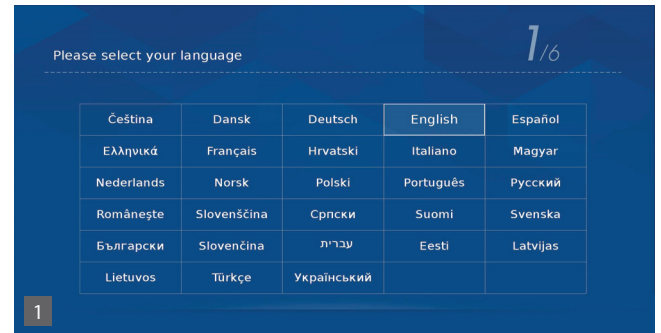 Please select your language
1/6
Čeština Dansk Deutsch English Español
Ελληνικά Français Hrvatski Italiano Magyar
Nederlands Norsk Polski Português Русский
Româneşte Slovenščina Српски Suomi Svenska
Български Slovenčina עברית Eesti Latvijas
Lietuvos Türkçe Український
1